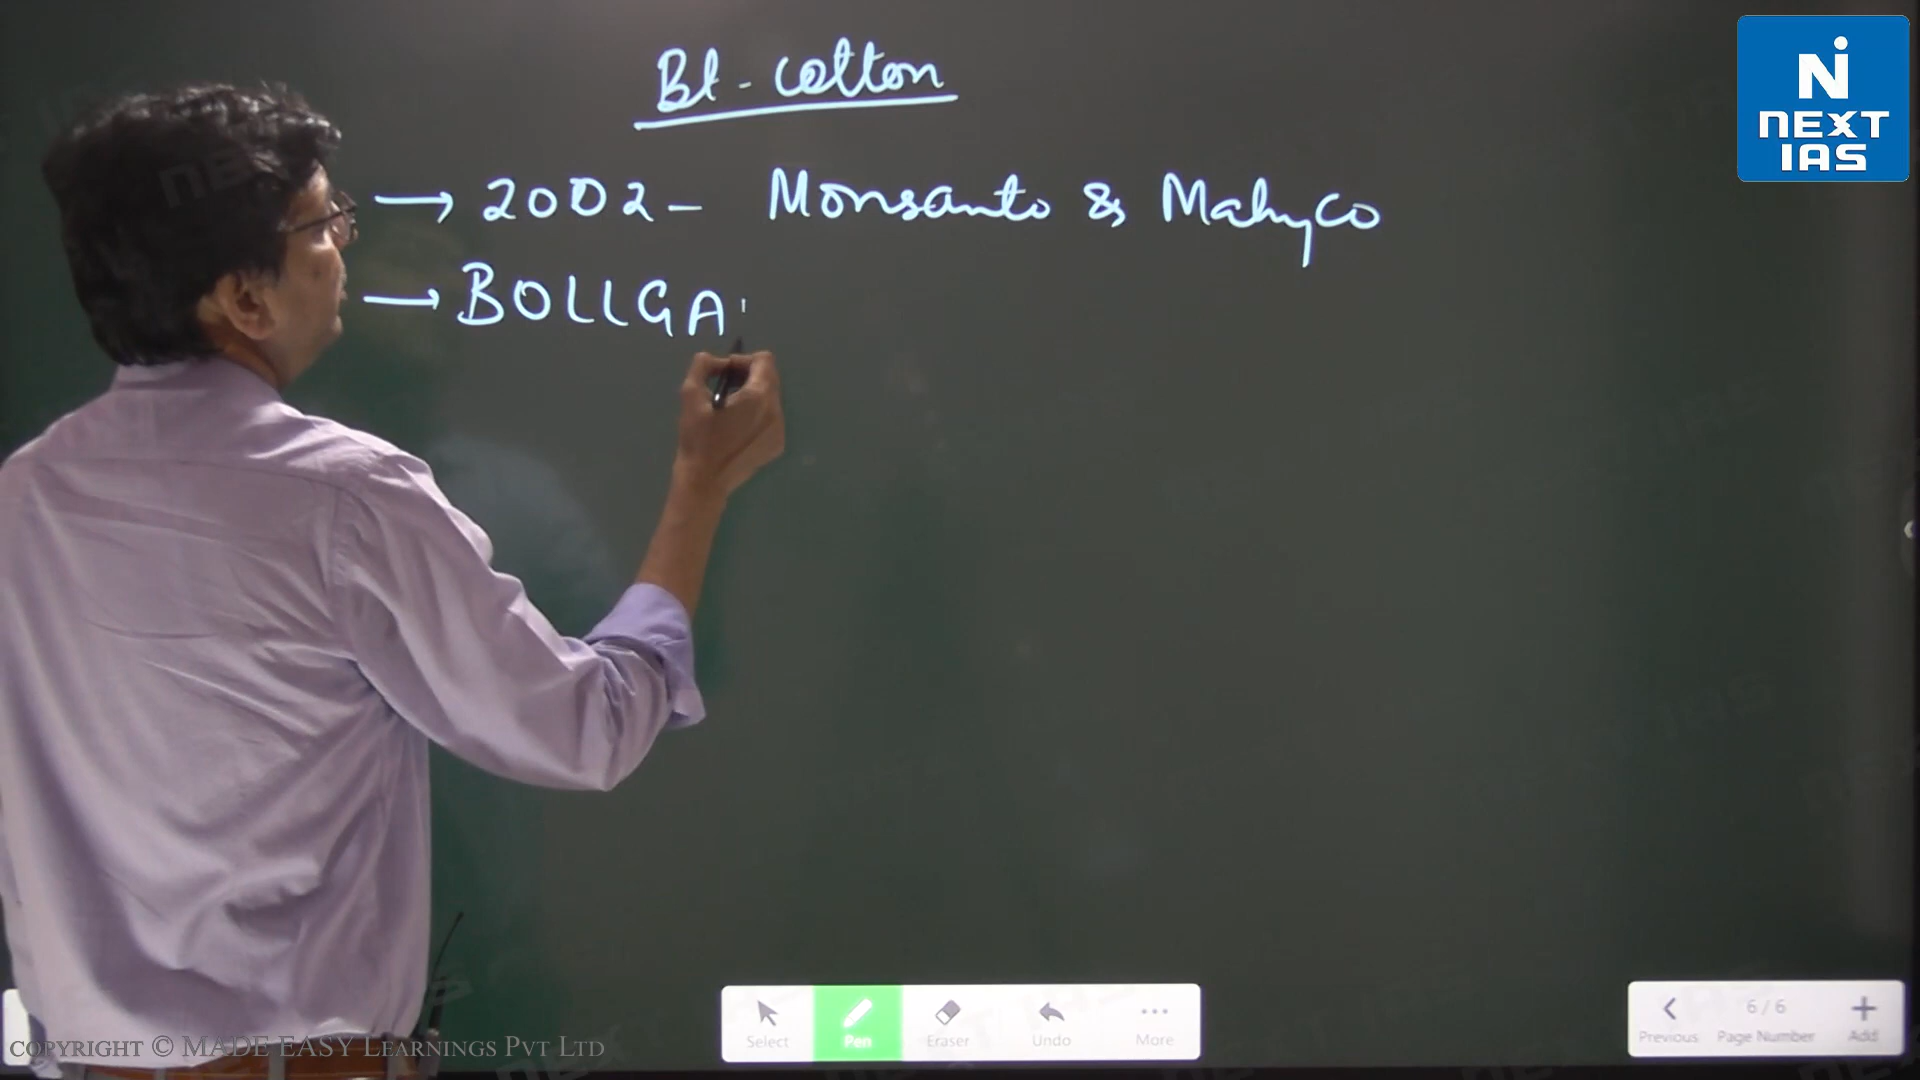 Bt - cotton
→ 2002 - Monsanto & Mahyco
→ BOLLGA
NEXT IAS
Select Pen Eraser Undo More
6 / 6
Previous Page Number Add
COPYRIGHT © MADE EASY LEARNINGS PVT LTD